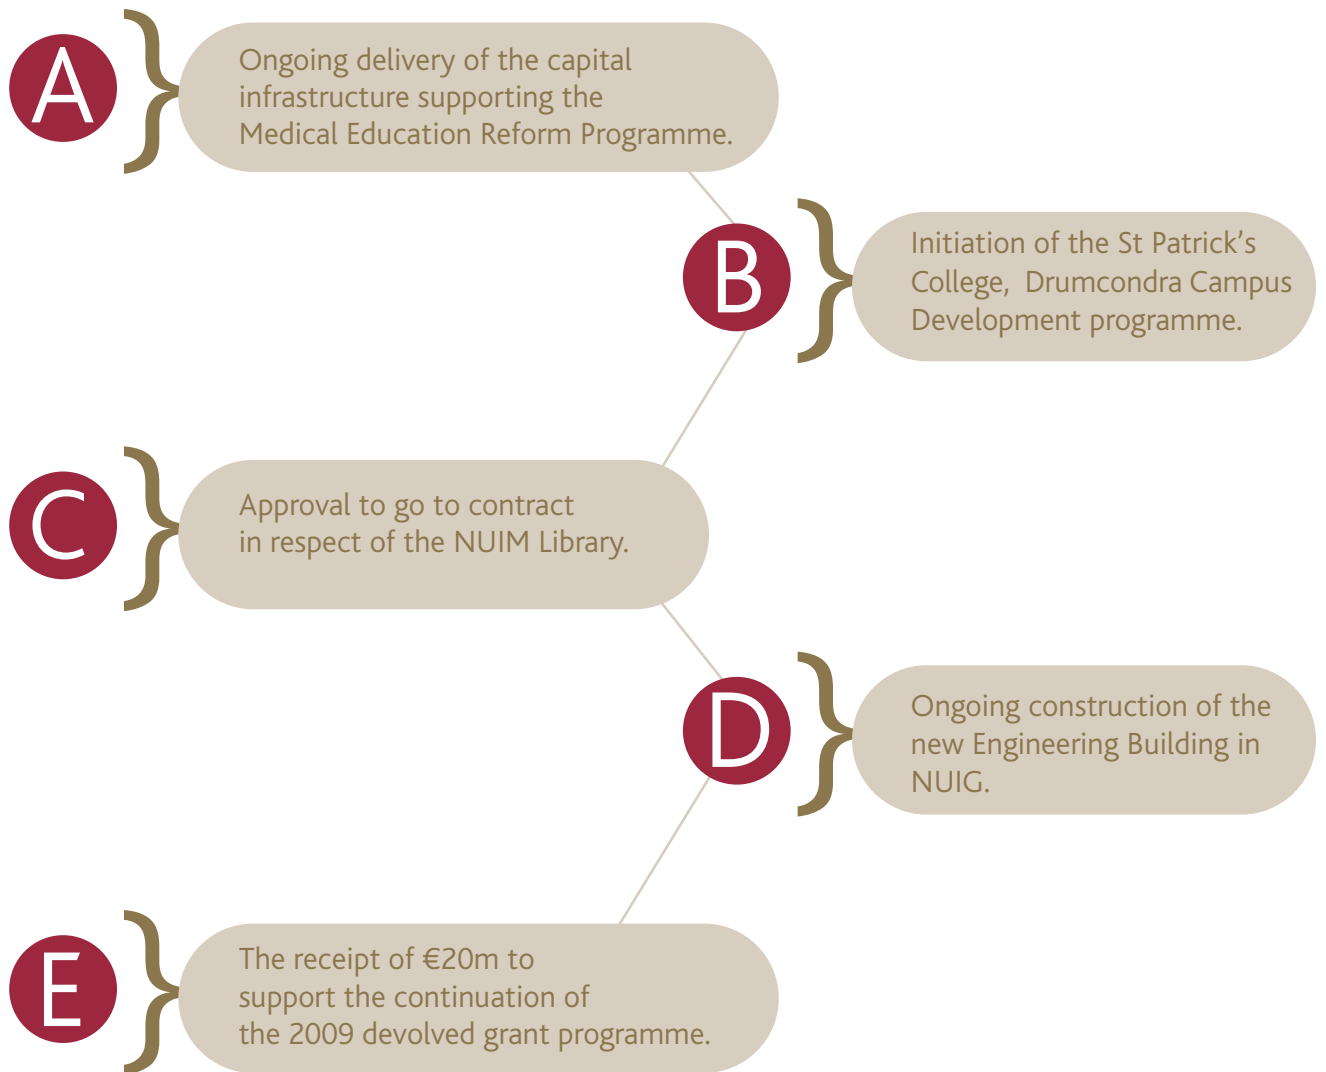 A
Ongoing delivery of the capital
infrastructure supporting the
Medical Education Reform Programme.
B
Initiation of the St Patrick’s
College,  Drumcondra Campus
Development programme.
C
Approval to go to contract
in respect of the NUIM Library.
D
Ongoing construction of the
new Engineering Building in
NUIG.
E
The receipt of €20m to
support the continuation of
the 2009 devolved grant programme.